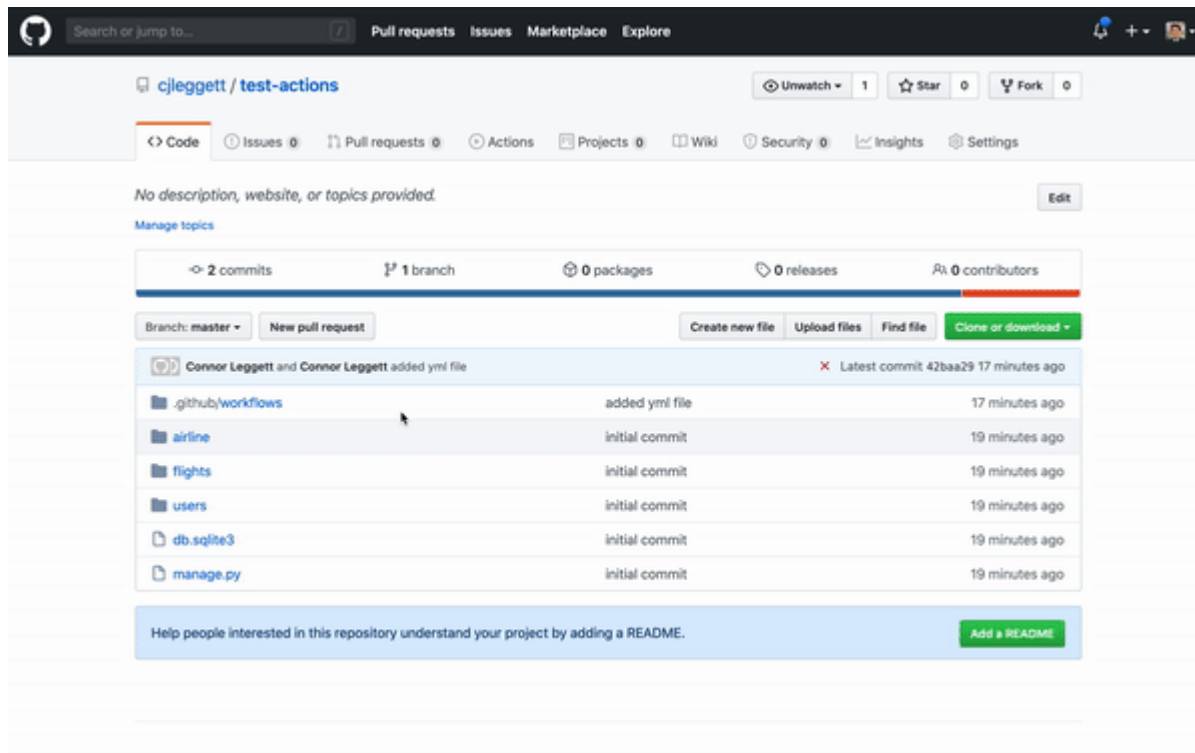 Search or jump to... /
Pull requests Issues Marketplace Explore
cjleggett / test-actions
Unwatch 1 Star 0 Fork 0
Code Issues 0 Pull requests 0 Actions Projects 0 Wiki Security 0 Insights Settings
No description, website, or topics provided.
Edit
Manage topics
2 commits 1 branch 0 packages 0 releases 0 contributors
Branch: master New pull request Create new file Upload files Find file Clone or download
Connor Leggett and Connor Leggett added yml file Latest commit 42baa29 17 minutes ago
.github/workflows added yml file 17 minutes ago
airline initial commit 19 minutes ago
flights initial commit 19 minutes ago
users initial commit 19 minutes ago
db.sqlite3 initial commit 19 minutes ago
manage.py initial commit 19 minutes ago
Help people interested in this repository understand your project by adding a README. Add a README